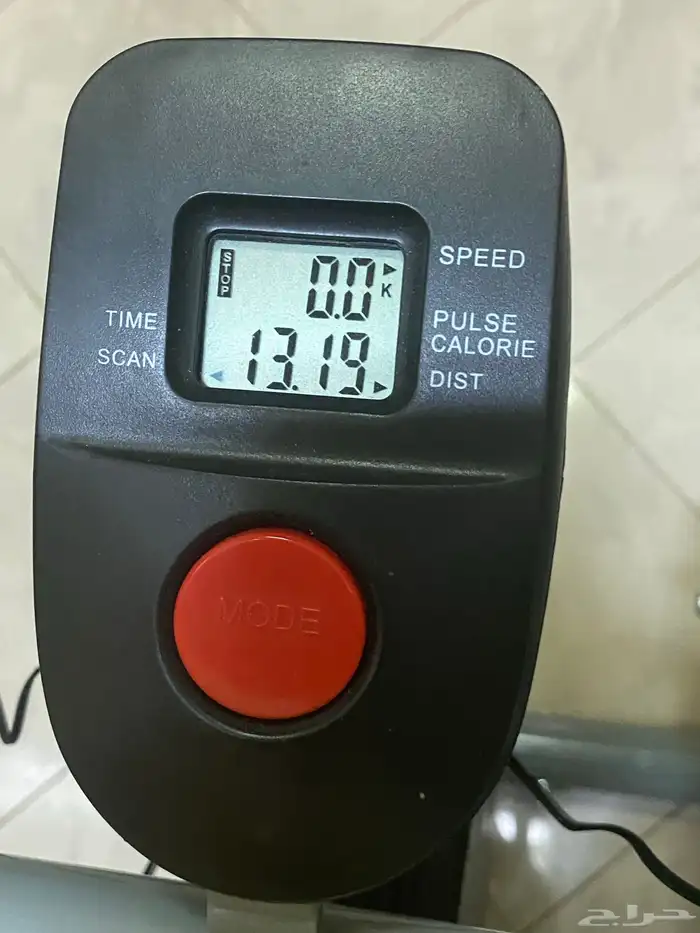 STOP
0.0
K
SPEED
TIME
PULSE
CALORIE
SCAN
13.19
DIST
MODE
حراج